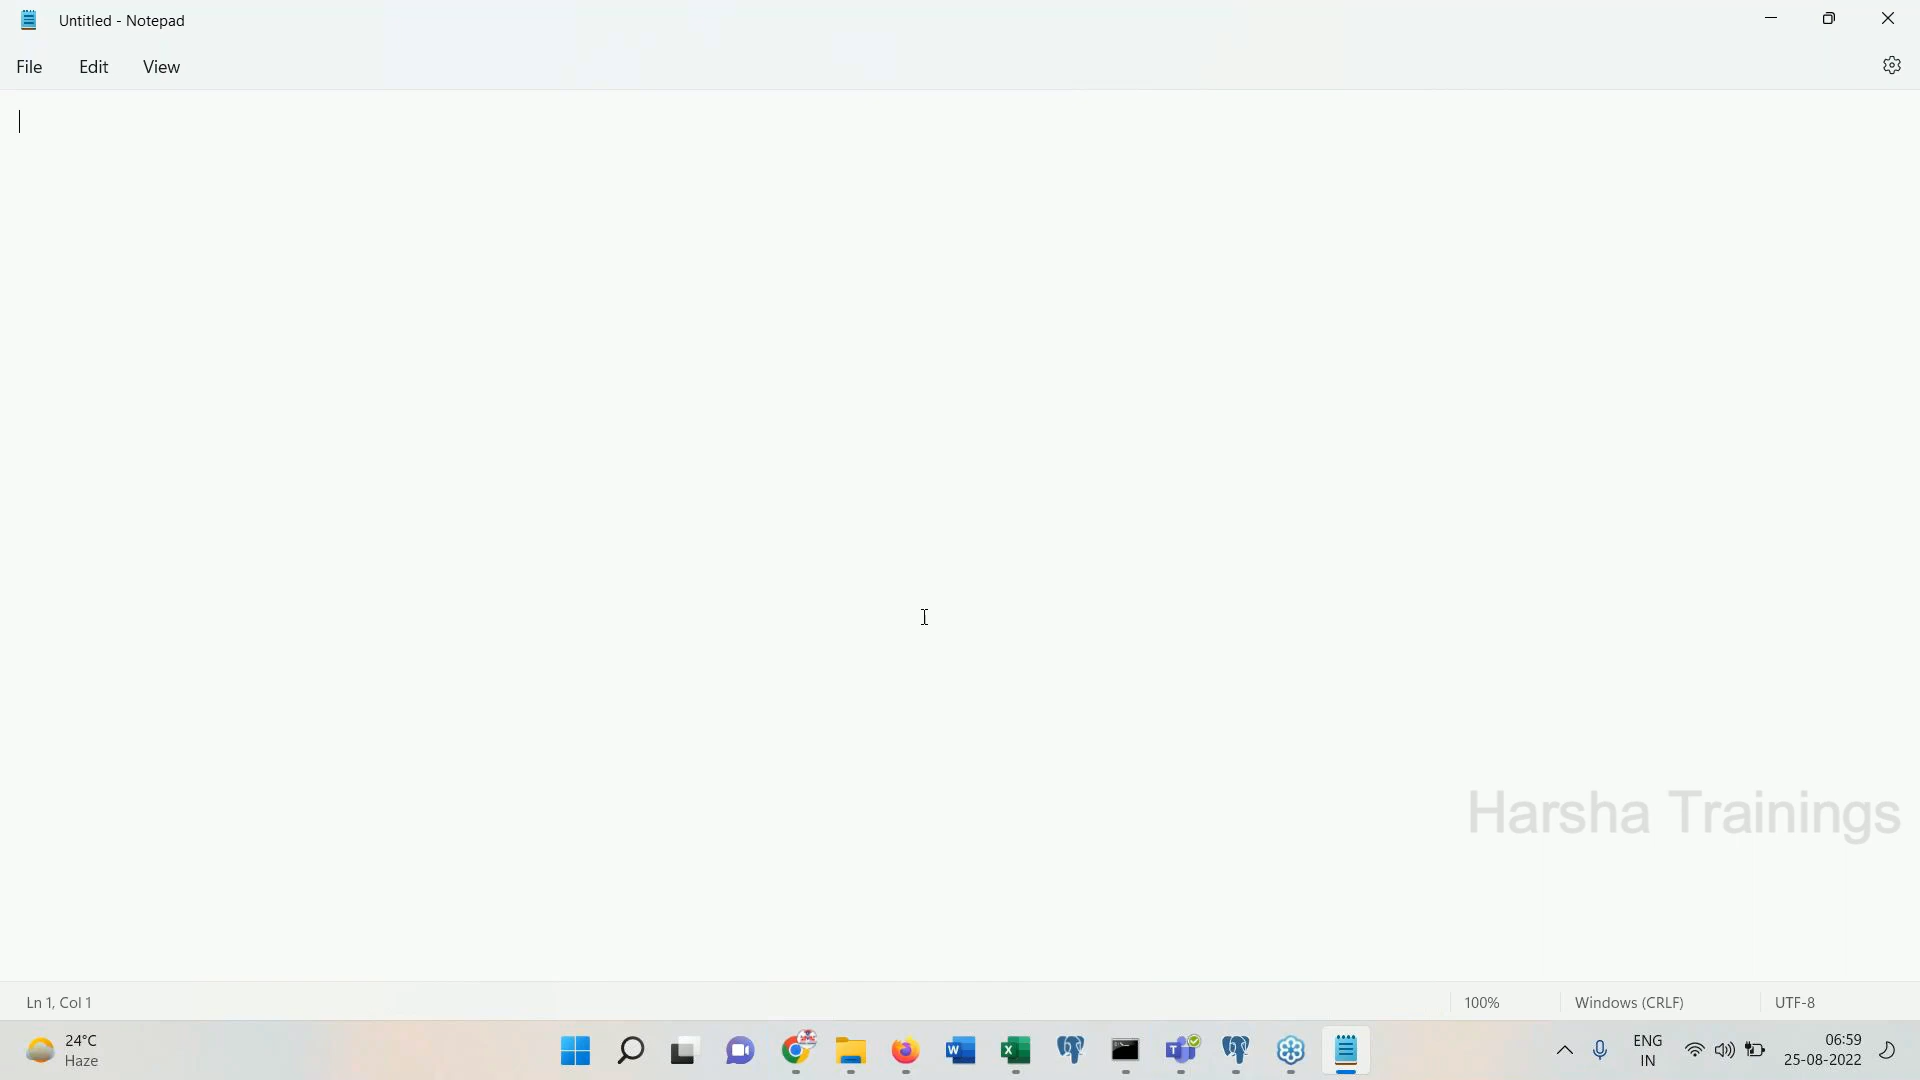 Untitled - Notepad
File Edit View
Harsha Trainings
Ln 1, Col 1 100% Windows (CRLF) UTF-8
24°C
Haze
ENG
IN
06:59
25-08-2022